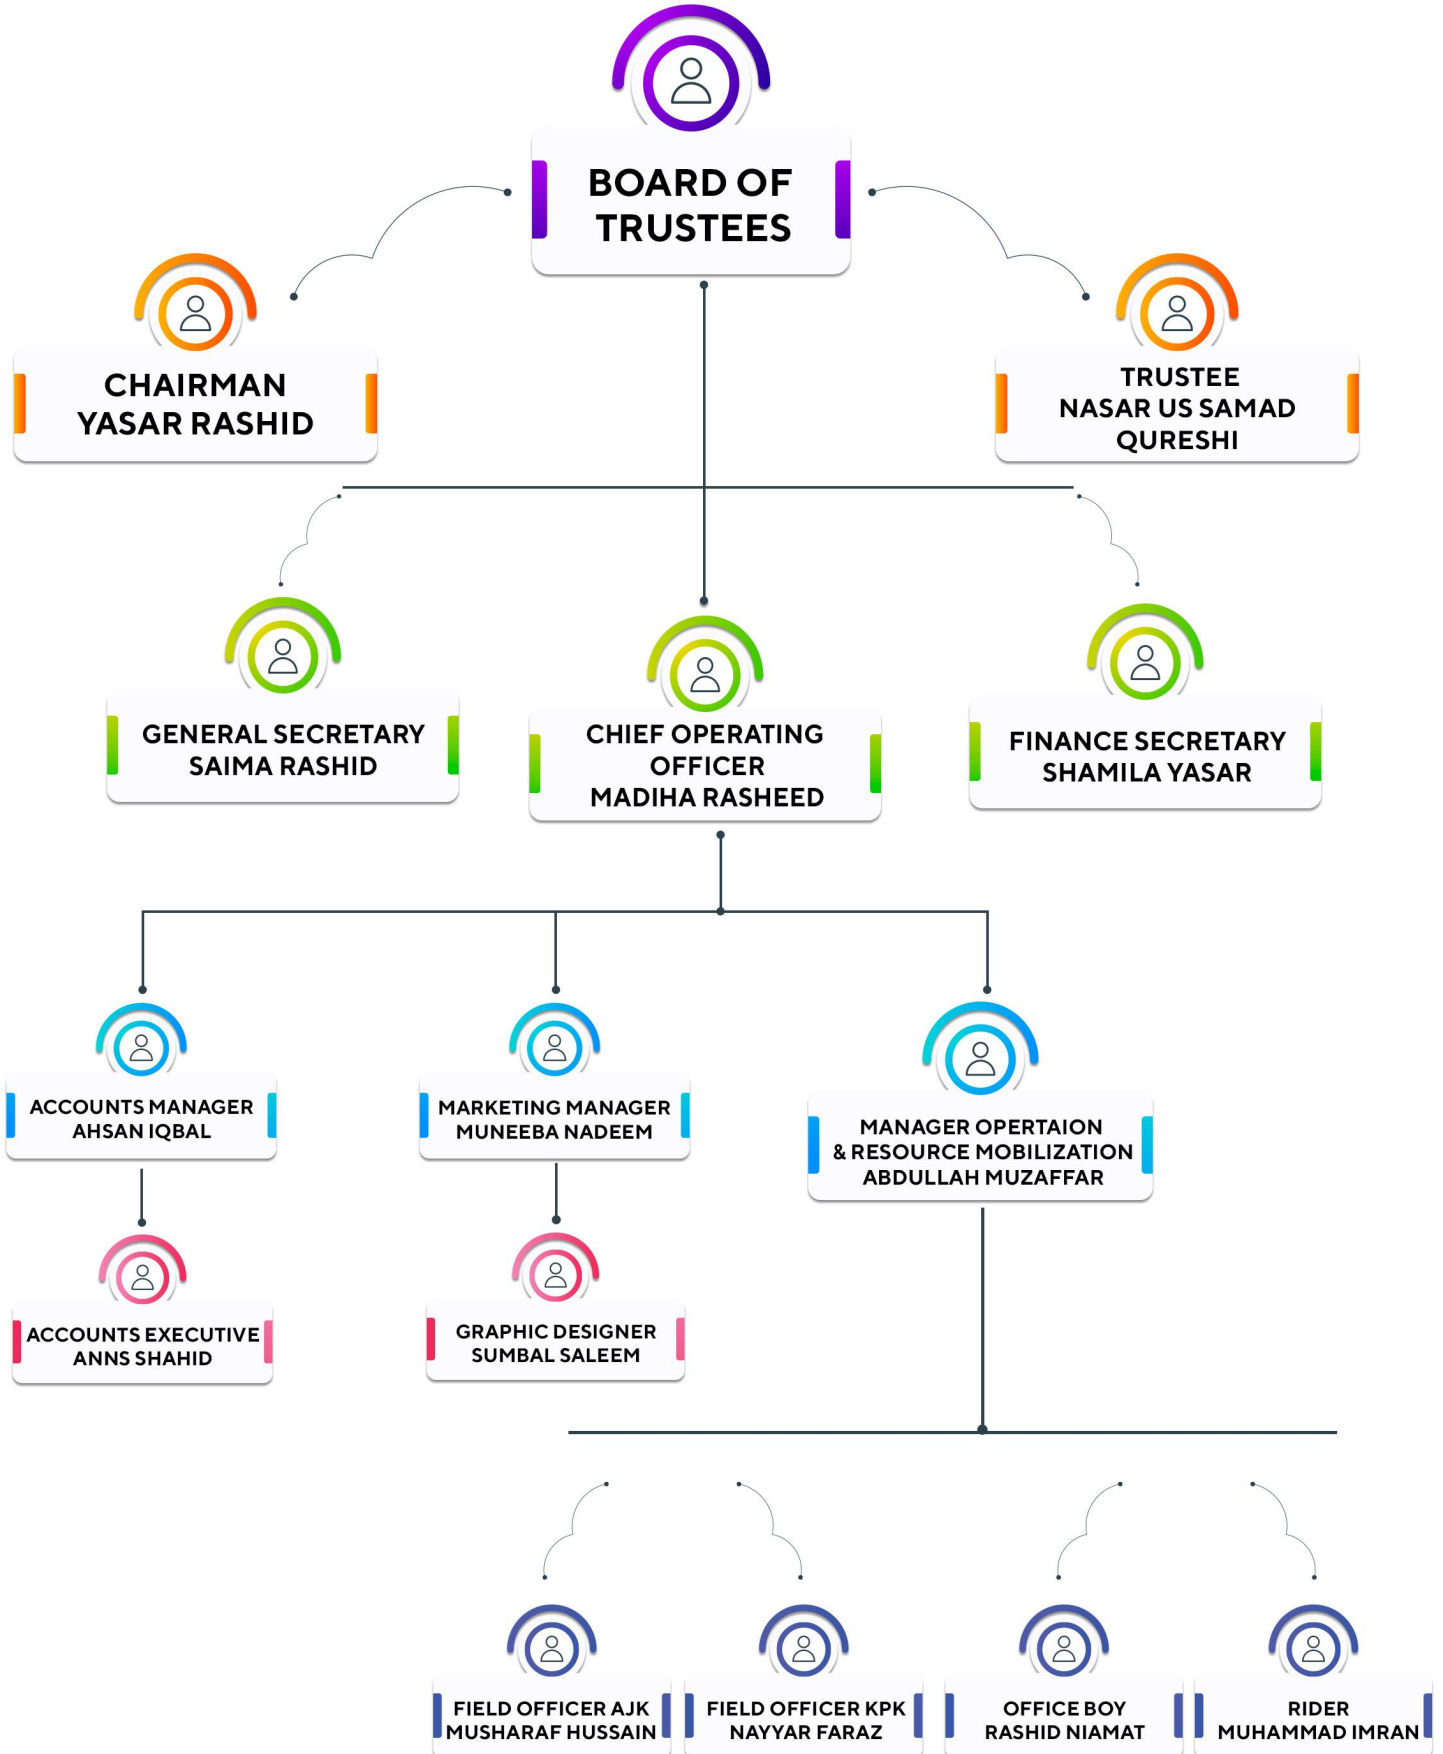 BOARD OF
TRUSTEES
CHAIRMAN
YASAR RASHID
TRUSTEE
NASAR US SAMAD
QURESHI
GENERAL SECRETARY
SAIMA RASHID
CHIEF OPERATING
OFFICER
MADIHA RASHEED
FINANCE SECRETARY
SHAMILA YASAR
ACCOUNTS MANAGER
AHSAN IQBAL
MARKETING MANAGER
MUNEEBA NADEEM
MANAGER OPERTAION
& RESOURCE MOBILIZATION
ABDULLAH MUZAFFAR
ACCOUNTS EXECUTIVE
ANNS SHAHID
GRAPHIC DESIGNER
SUMBAL SALEEM
FIELD OFFICER AJK
MUSHARAF HUSSAIN
FIELD OFFICER KPK
NAYYAR FARAZ
OFFICE BOY
RASHID NIAMAT
RIDER
MUHAMMAD IMRAN